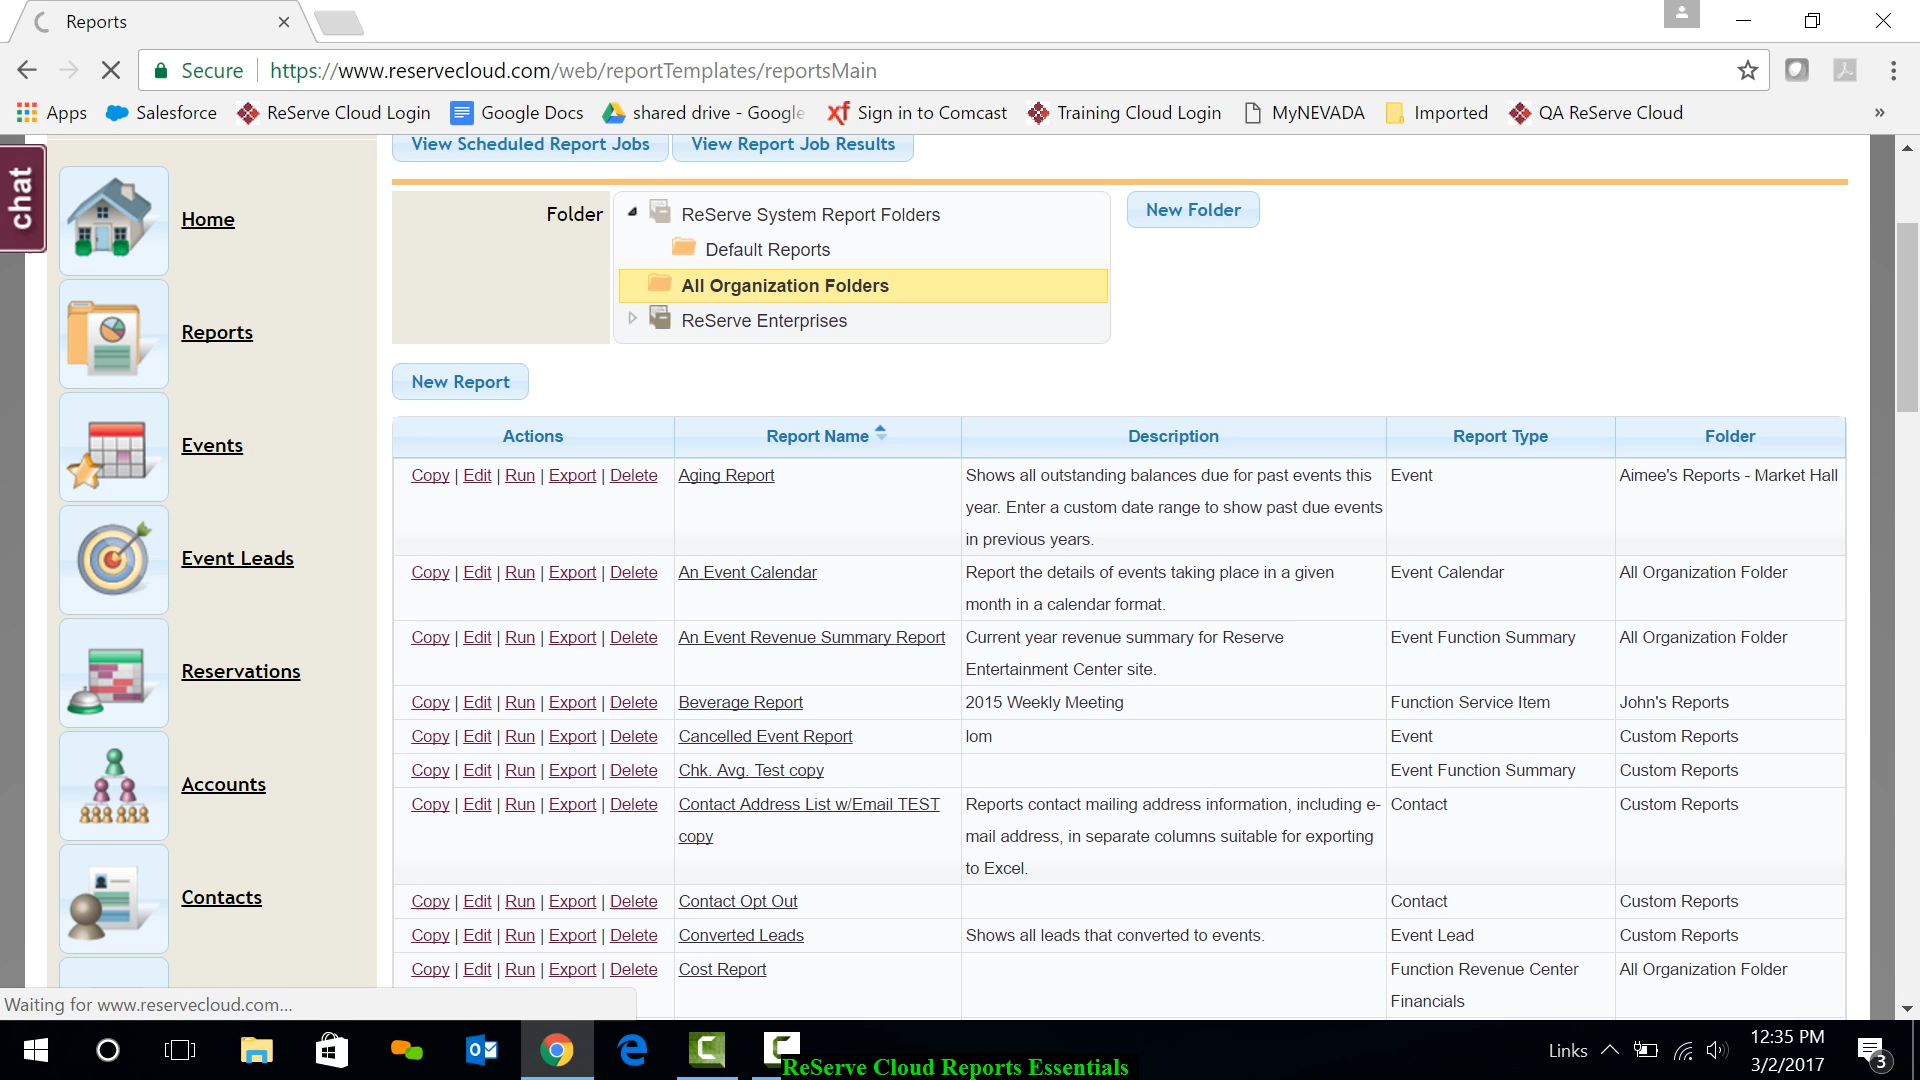 Reports
Secure https://www.reservecloud.com/web/reportTemplates/reportsMain
Apps Salesforce ReServe Cloud Login Google Docs shared drive - Google Sign in to Comcast Training Cloud Login MyNEVADA Imported QA ReServe Cloud »
View Scheduled Report Jobs View Report Job Results
chat
Folder ReServe System Report Folders New Folder
Default Reports
All Organization Folders
ReServe Enterprises
Home
Reports
Events
Event Leads
Reservations
Accounts
Contacts
New Report
Actions Report Name Description Report Type Folder
Copy | Edit | Run | Export | Delete Aging Report Shows all outstanding balances due for past events this Event Aimee's Reports - Market Hall
year. Enter a custom date range to show past due events
in previous years.
Copy | Edit | Run | Export | Delete An Event Calendar Report the details of events taking place in a given Event Calendar All Organization Folder
month in a calendar format.
Copy | Edit | Run | Export | Delete An Event Revenue Summary Report Current year revenue summary for Reserve Event Function Summary All Organization Folder
Entertainment Center site.
Copy | Edit | Run | Export | Delete Beverage Report 2015 Weekly Meeting Function Service Item John's Reports
Copy | Edit | Run | Export | Delete Cancelled Event Report lom Event Custom Reports
Copy | Edit | Run | Export | Delete Chk. Avg. Test copy Event Function Summary Custom Reports
Copy | Edit | Run | Export | Delete Contact Address List w/Email TEST Reports contact mailing address information, including e- Contact Custom Reports
copy mail address, in separate columns suitable for exporting
to Excel.
Copy | Edit | Run | Export | Delete Contact Opt Out Contact Custom Reports
Copy | Edit | Run | Export | Delete Converted Leads Shows all leads that converted to events. Event Lead Custom Reports
Copy | Edit | Run | Export | Delete Cost Report Function Revenue Center All Organization Folder
Financials
Waiting for www.reservecloud.com...
Links 12:35 PM
3/2/2017
3
ReServe Cloud Reports Essentials